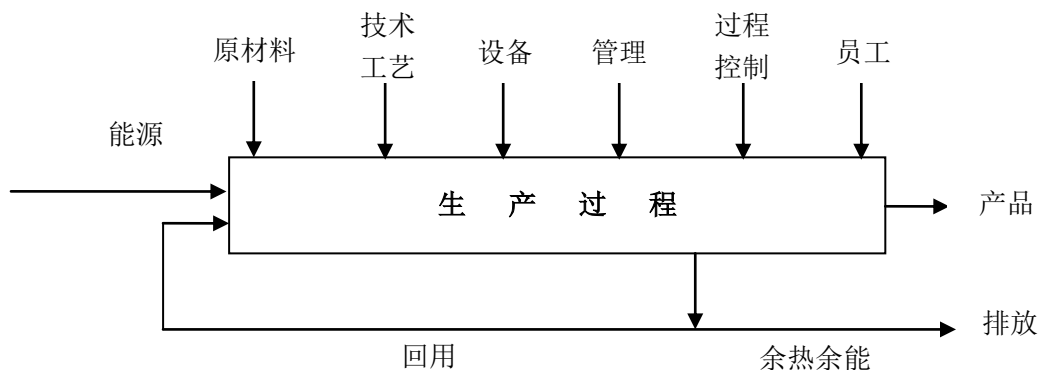 原材料
技术
工艺
设备
管理
过程
控制
员工
能源
生 产 过 程
产品
回用
余热余能
排放